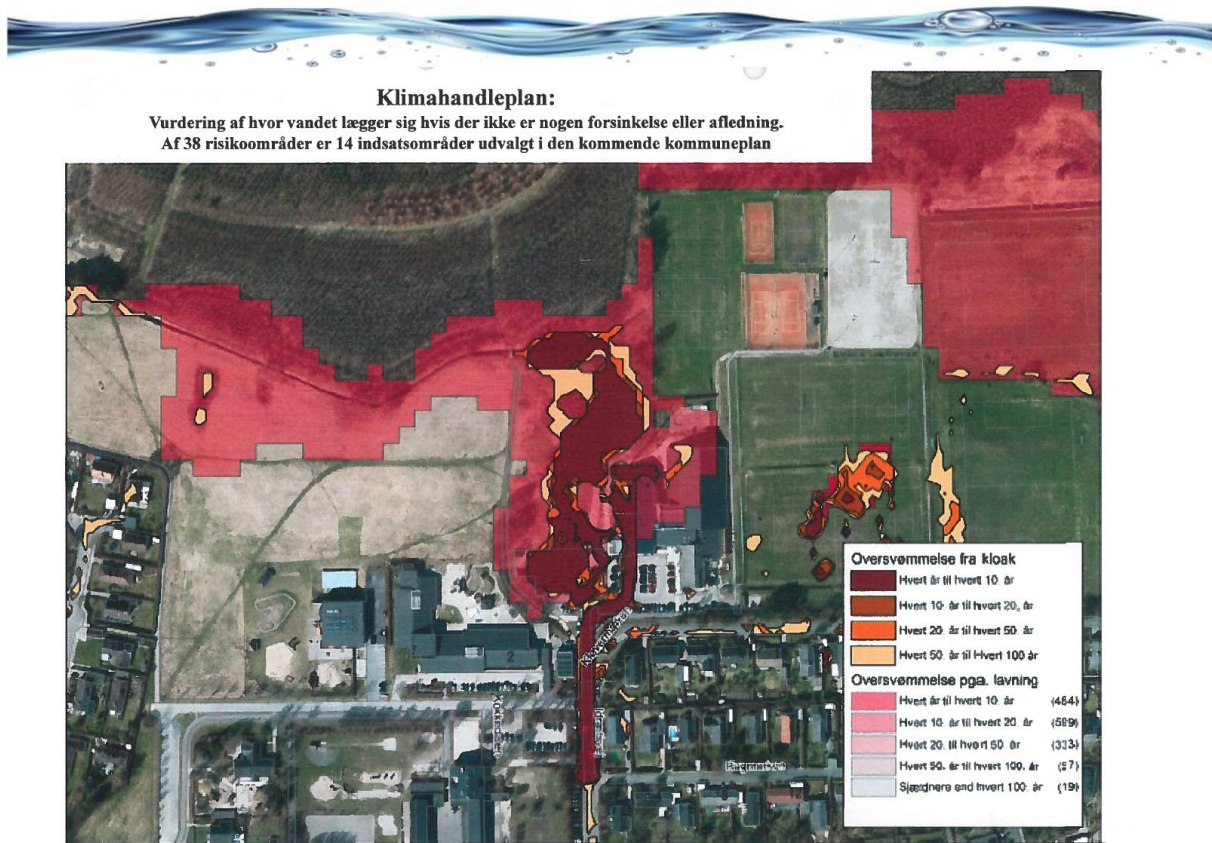 Klimahandleplan:
Vurdering af hvor vandet lægger sig hvis der ikke er nogen forsinkelse eller afledning.
Af 38 risikoområder er 14 indsatsområder udvalgt i den kommende kommuneplan
Oversvømmelse fra kloak
Hvert år til hvert 10. år
Hvert 10. år til hvert 20. år
Hvert 20. år til hvert 50. år
Hvert 50. år til Hvert 100 år
Oversvømmelse pga. lavning
Hvert år til hvert 10. år (464)
Hvert 10. år til hvert 20. år
Hvert 20. til hvert 50. år (333)
Hvert 50. år til hvert 100. år
Sjældnere end hvert 100. år (19)
2